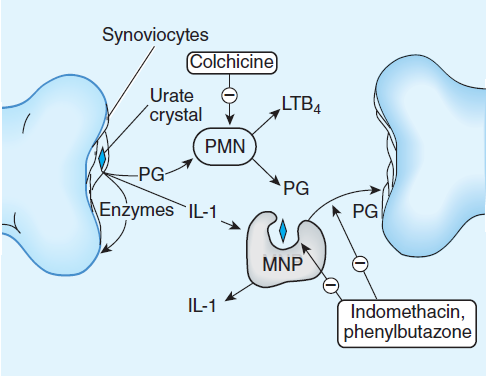 Synoviocytes
Colchicine
Urate
crystal
LTB4
PMN
PG
PG
Enzymes
IL-1
PG
MNP
IL-1
Indomethacin,
phenylbutazone